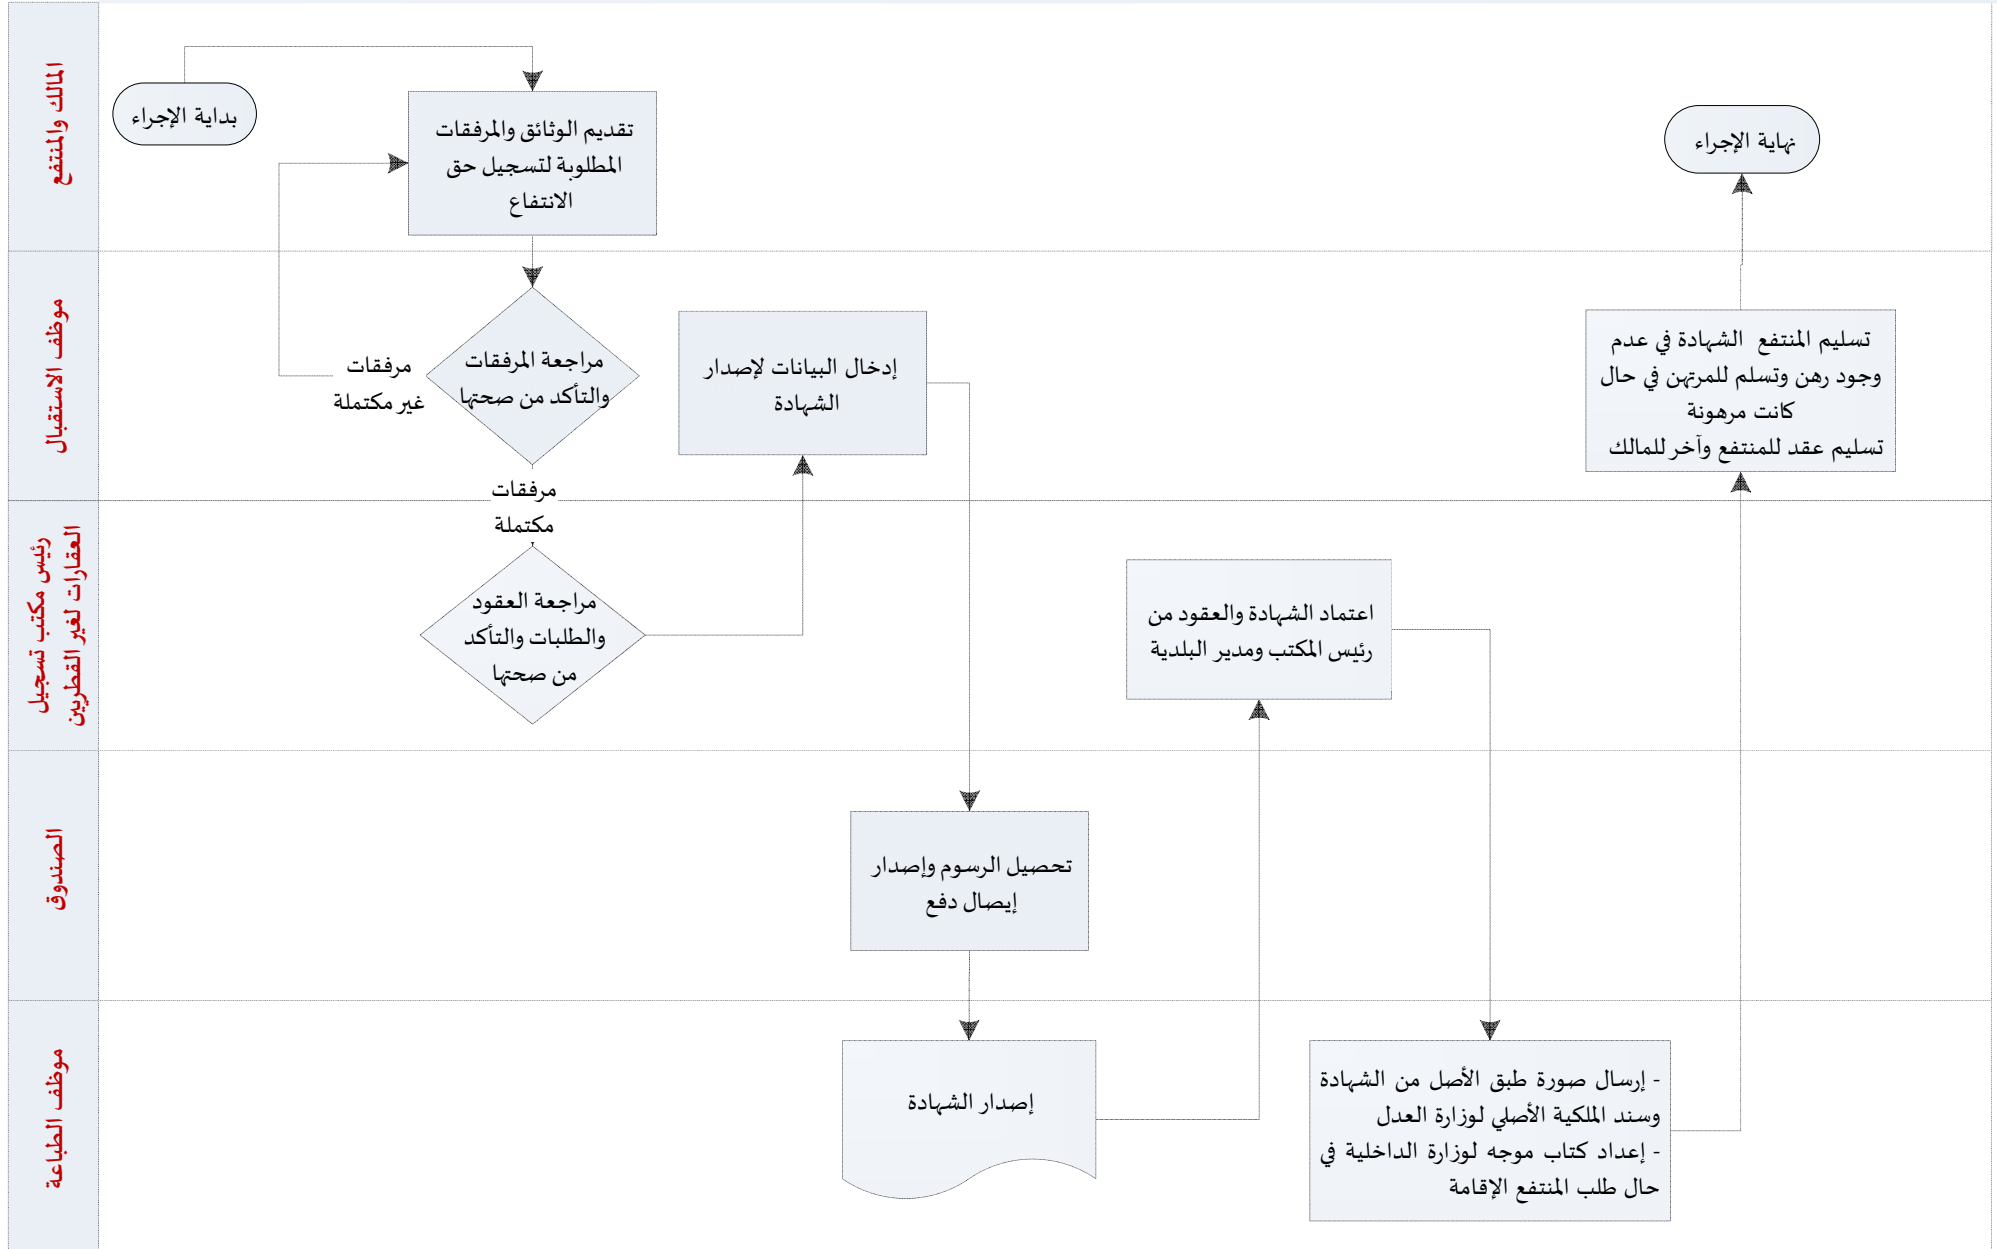 المالك والمنتفع
بداية الإجراء
تقديم الوثائق والمرفقات
المطلوبة لتسجيل حق
الانتفاع
نهاية الإجراء
موظف الاستقبال
مراجعة المرفقات
والتأكد من صحتها
مرفقات
غير مكتملة
مرفقات
مكتملة
إدخال البيانات لإصدار
الشهادة
تسليم المنتفع الشهادة في عدم
وجود رهن وتسلم للمرتهن في حال
كانت مرهونة
تسليم عقد للمنتفع وآخر للمالك
رئيس مكتب تسجيل
العقارات لغير القطريين
مراجعة العقود
والطلبات والتأكد
من صحتها
اعتماد الشهادة والعقود من
رئيس المكتب ومدير البلدية
الصندوق
تحصيل الرسوم وإصدار
إيصال دفع
موظف الطباعة
إصدار الشهادة
- إرسال صورة طبق الأصل من الشهادة
وسند الملكية الأصلي لوزارة العدل
- إعداد كتاب موجه لوزارة الداخلية في
حال طلب المنتفع الإقامة